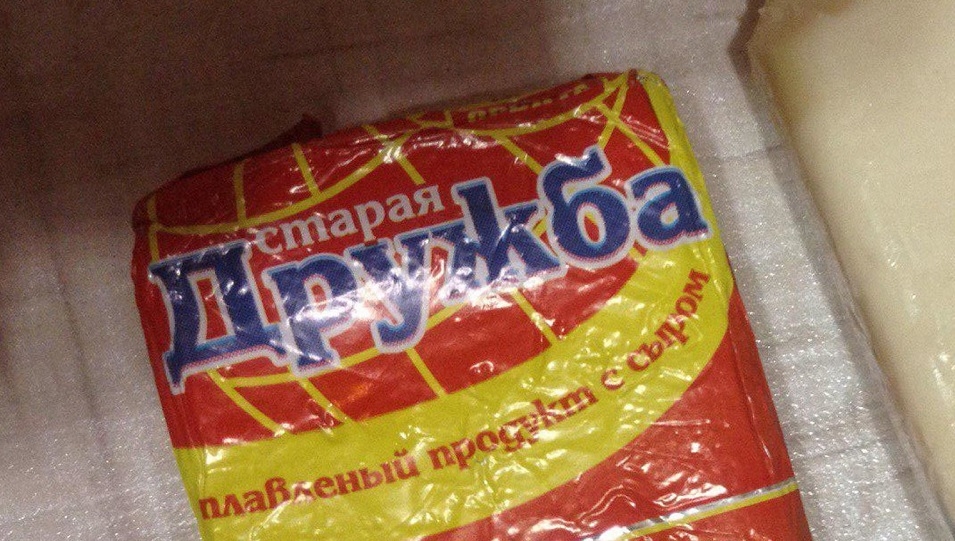 старая
Дружба
плавленый продукт с сыром